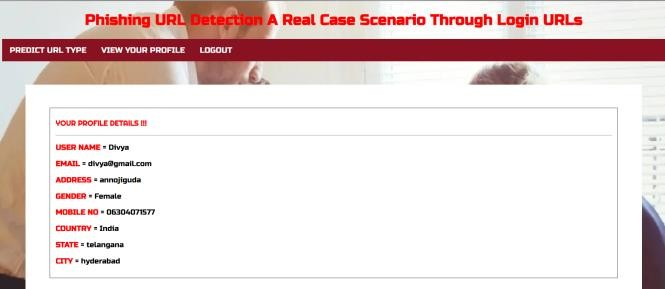 Phishing URL Detection A Real Case Scenario Through Login URLs
PREDICT URL TYPE VIEW YOUR PROFILE LOGOUT
YOUR PROFILE DETAILS !!!
USER NAME = Divya
EMAIL = divya@gmail.com
ADDRESS = annojiguda
GENDER = Female
MOBILE NO = 06304071577
COUNTRY = India
STATE = telangana
CITY = hyderabad